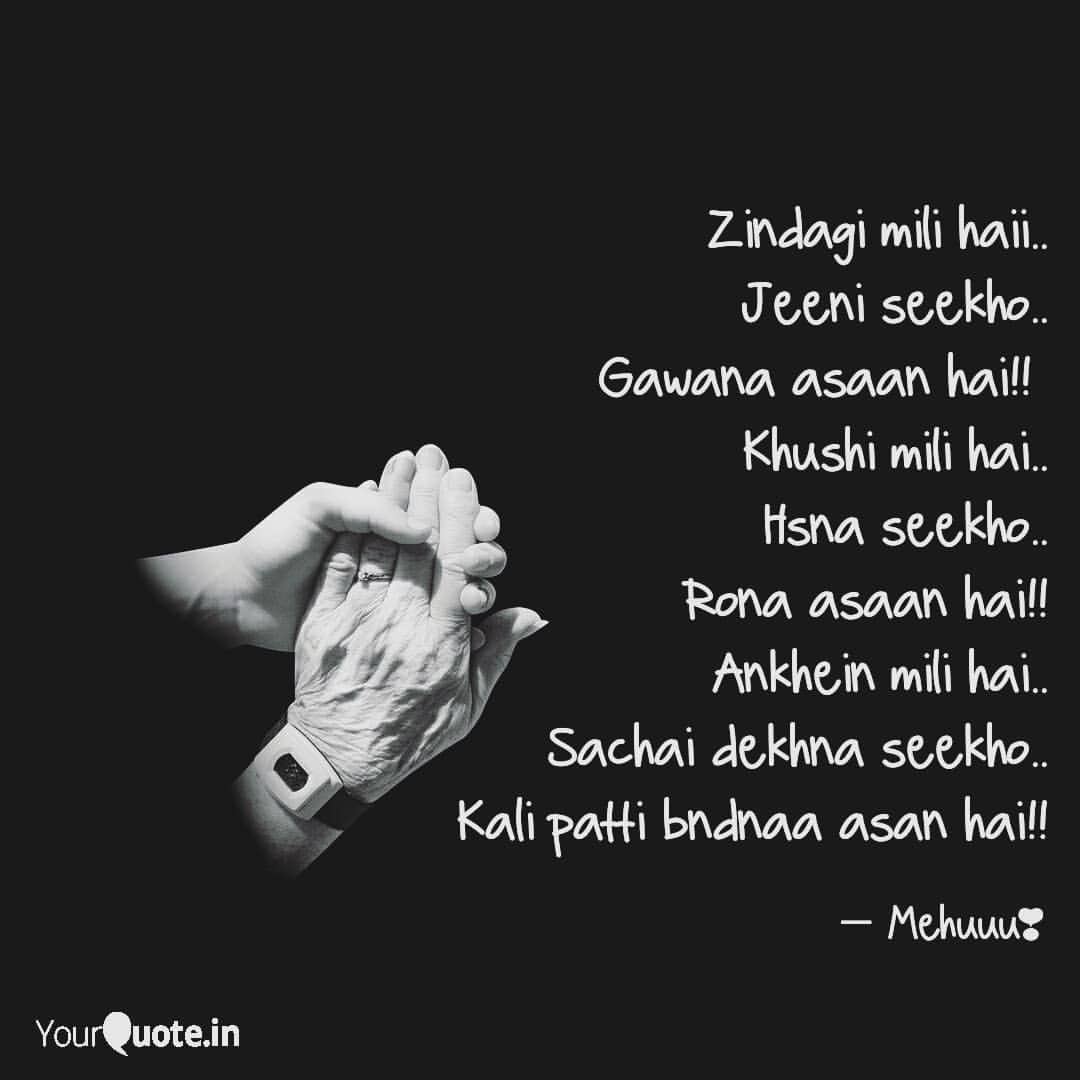 Zindagi mili haii..
Jeeni seekho..
Gawana asaan hai!!
Khushi mili hai..
Hsna seekho..
Rona asaan hai!!
Ankhein mili hai..
Sachai dekhna seekho..
Kali patti bndnaa asan hai!!
— Mehuuu❣
YourQuote.in